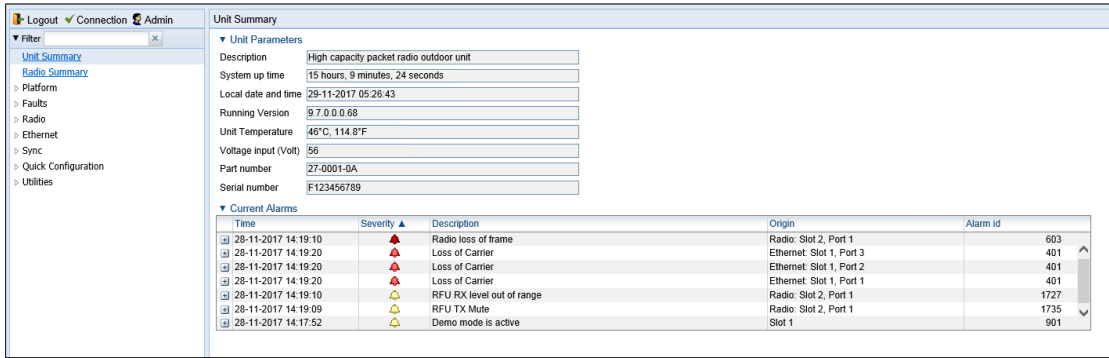 Logout Connection Admin
Unit Summary
Filter
Unit Parameters
Unit Summary
Description High capacity packet radio outdoor unit
Radio Summary
System up time 15 hours, 9 minutes, 24 seconds
Platform
Local date and time 29-11-2017 05:26:43
Faults
Running Version 9.7.0.0.0.68
Radio
Ethernet
Unit Temperature 46°C, 114.8°F
Sync
Voltage input (Volt) 56
Quick Configuration
Part number 27-0001-0A
Utilities
Serial number F123456789
Current Alarms
Time Severity ▲ Description Origin Alarm id
28-11-2017 14:19:10 Radio loss of frame Radio: Slot 2, Port 1 603
28-11-2017 14:19:20 Loss of Carrier Ethernet: Slot 1, Port 3 401
28-11-2017 14:19:20 Loss of Carrier Ethernet: Slot 1, Port 2 401
28-11-2017 14:19:20 Loss of Carrier Ethernet: Slot 1, Port 1 401
28-11-2017 14:19:10 RFU RX level out of range Radio: Slot 2, Port 1 1727
28-11-2017 14:19:09 RFU TX Mute Radio: Slot 2, Port 1 1735
28-11-2017 14:17:52 Demo mode is active Slot 1 901